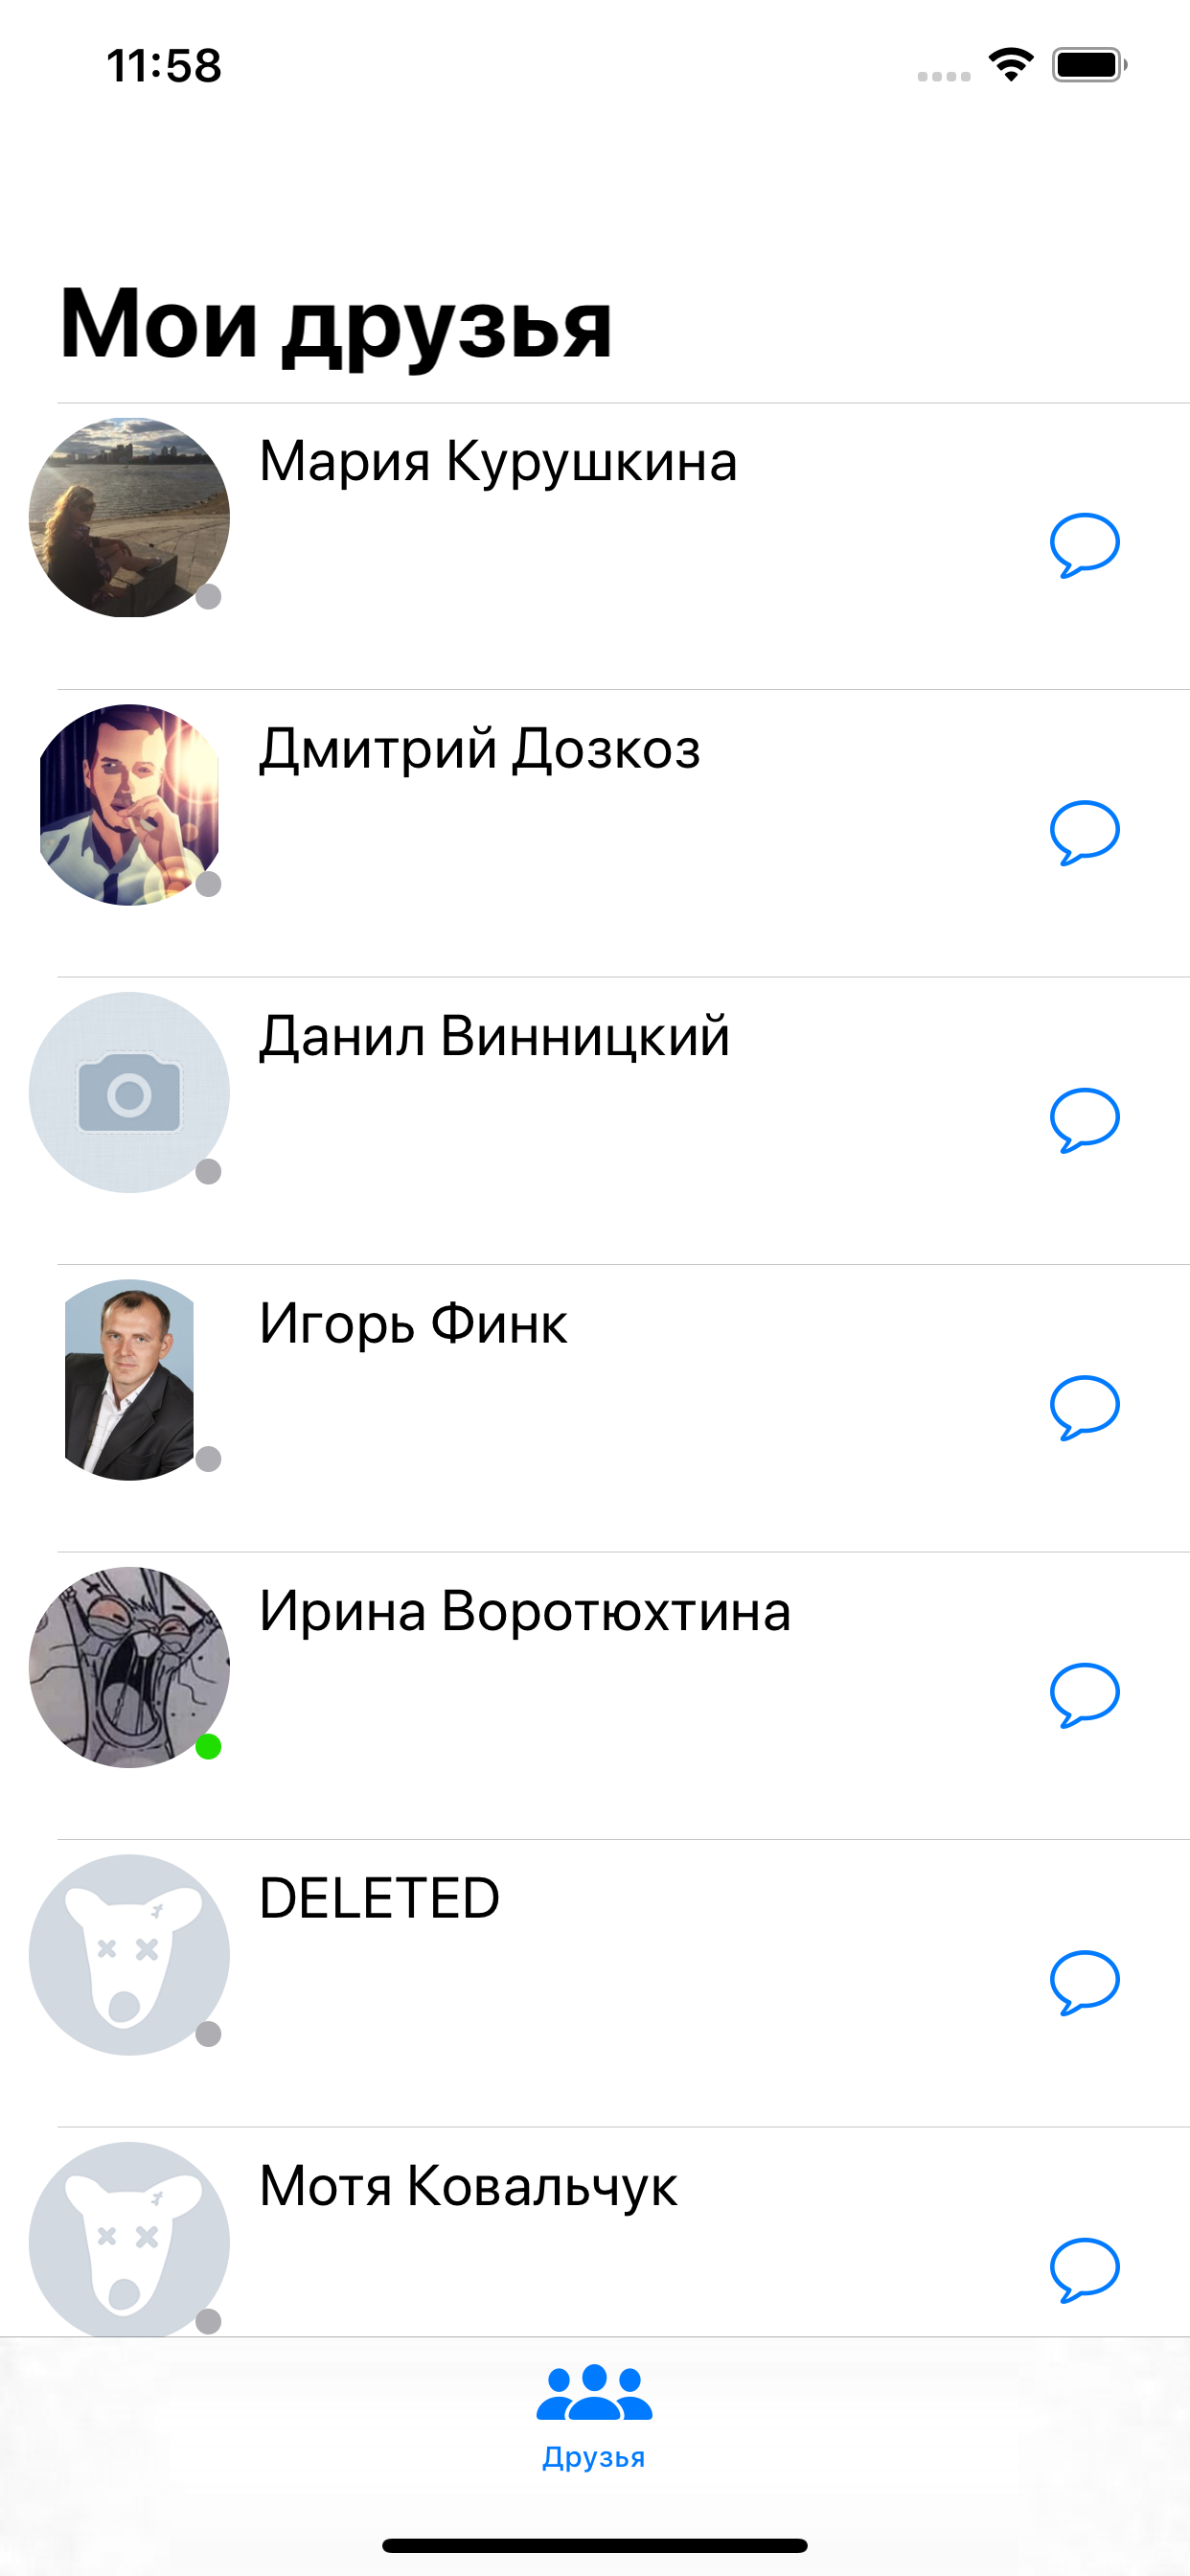 11:58
Мои друзья
Мария Курушкина
Дмитрий Дозкоз
Данил Винницкий
Игорь Финк
Ирина Воротюхтина
DELETED
Мотя Ковальчук
Друзья